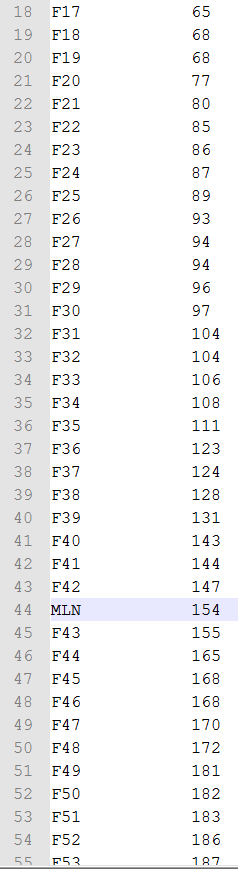 18 F17 65
19 F18 68
20 F19 68
21 F20 77
22 F21 80
23 F22 85
24 F23 86
25 F24 87
26 F25 89
27 F26 93
28 F27 94
29 F28 94
30 F29 96
31 F30 97
32 F31 104
33 F32 104
34 F33 106
35 F34 108
36 F35 111
37 F36 123
38 F37 124
39 F38 128
40 F39 131
41 F40 143
42 F41 144
43 F42 147
44 MLN 154
45 F43 155
46 F44 165
47 F45 168
48 F46 168
49 F47 170
50 F48 172
51 F49 181
52 F50 182
53 F51 183
54 F52 186
55 F53 187